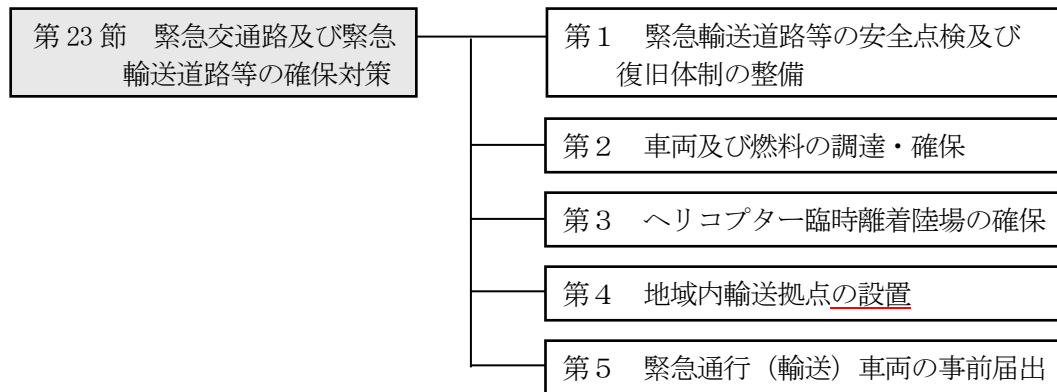 第23節　緊急交通路及び緊急
輸送道路等の確保対策
第１　緊急輸送道路等の安全点検及び
復旧体制の整備
第２　車両及び燃料の調達・確保
第３　ヘリコプター臨時離着陸場の確保
第４　地域内輸送拠点の設置
第５　緊急通行（輸送）車両の事前届出